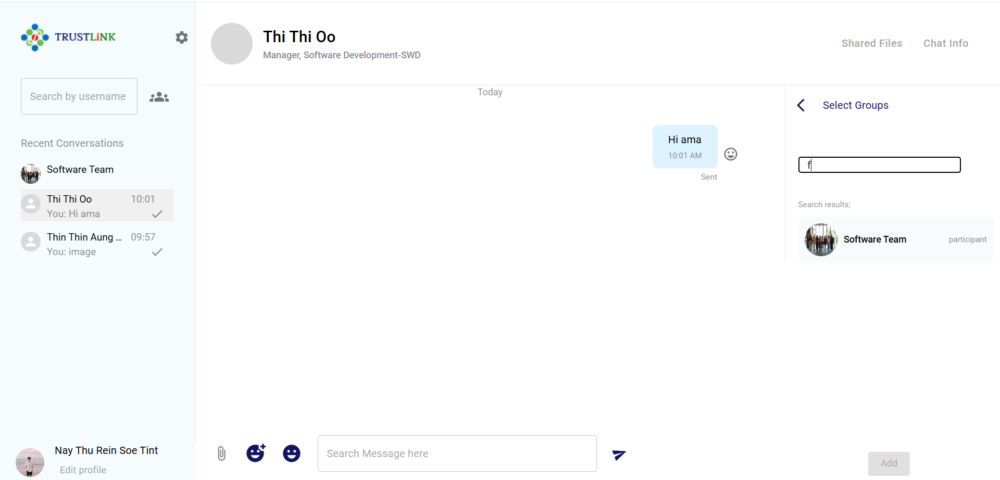 TRUSTLiNK
Search by username
Recent Conversations
Software Team
Thi Thi Oo 10:01
You: Hi ama
Thin Thin Aung ... 09:57
You: image
Nay Thu Rein Soe Tint
Edit profile
Thi Thi Oo
Manager, Software Development-SWD
Shared Files Chat Info
Today
Hi ama
10:01 AM
Sent
Search Message here
Select Groups
f
Search results;
Software Team participant
Add